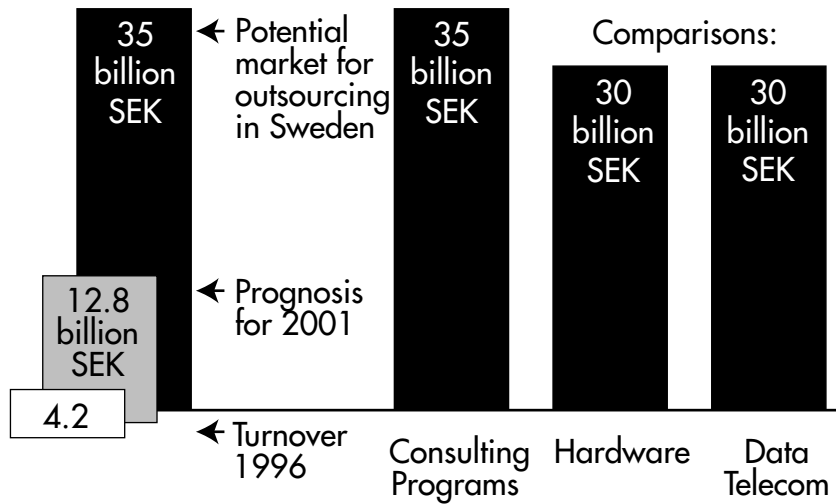 35
billion
SEK
Potential
market for
outsourcing
in Sweden
12.8
billion
SEK
Prognosis
for 2001
4.2
Turnover
1996
Comparisons:
35
billion
SEK
Consulting
Programs
30
billion
SEK
Hardware
30
billion
SEK
Data
Telecom